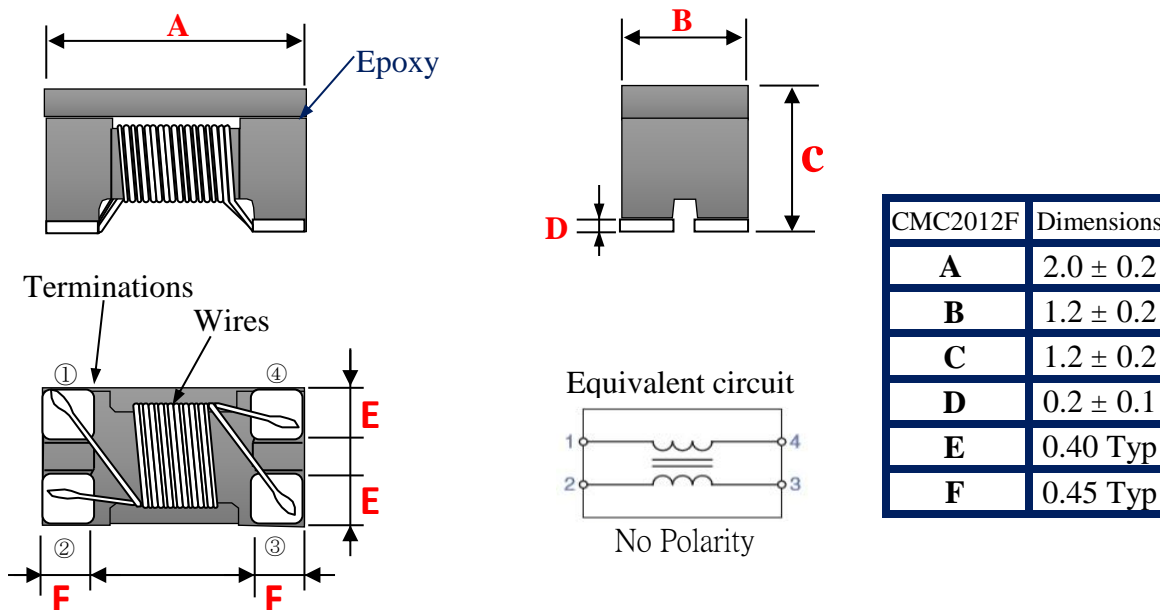 A
Epoxy
B
C
D
Terminations
Wires
① ④
E
E
② ③
F F
Equivalent circuit
1 4
2 3
No Polarity
CMC2012F Dimensions
A 2.0 ± 0.2
B 1.2 ± 0.2
C 1.2 ± 0.2
D 0.2 ± 0.1
E 0.40 Typ
F 0.45 Typ